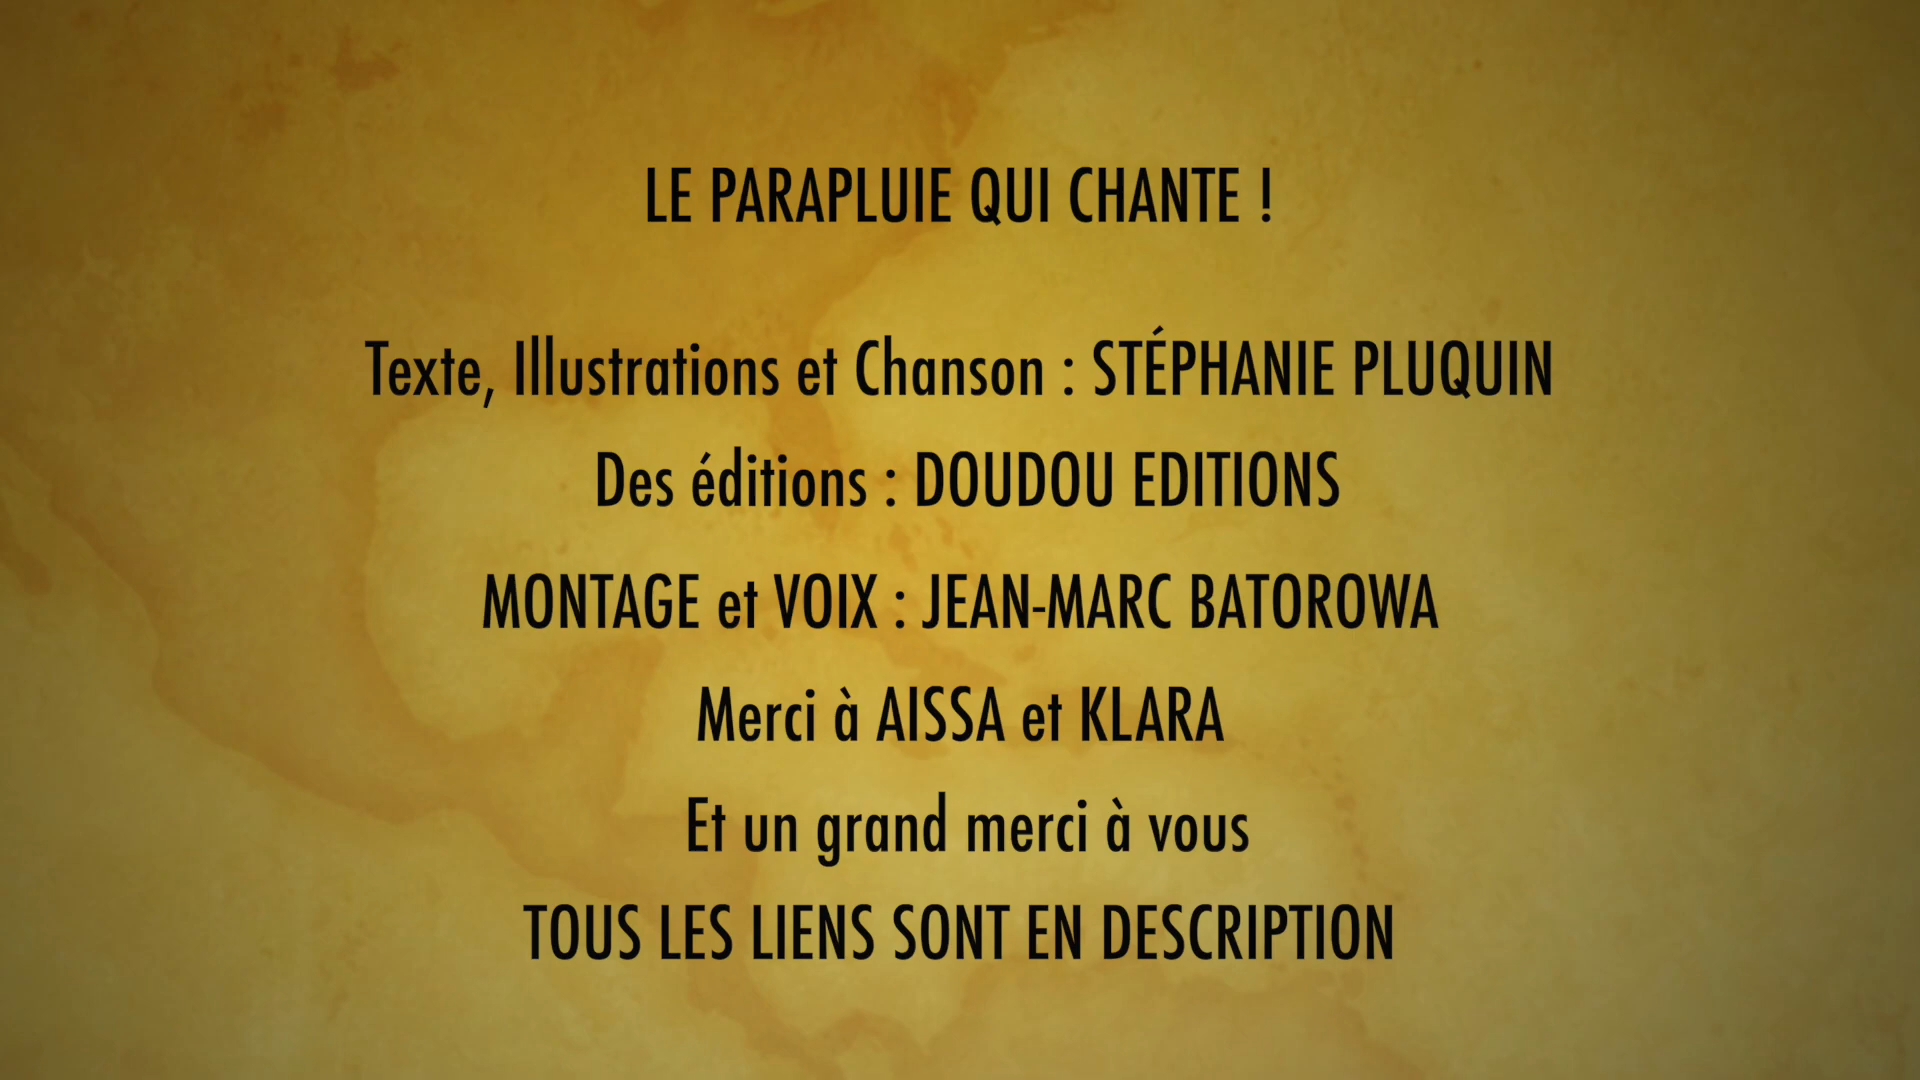 LE PARAPLUIE QUI CHANTE !
Texte, Illustrations et Chanson : STÉPHANIE PLUQUIN
Des éditions : DOUDOU EDITIONS
MONTAGE et VOIX : JEAN-MARC BATOROWA
Merci à AISSA et KLARA
Et un grand merci à vous
TOUS LES LIENS SONT EN DESCRIPTION